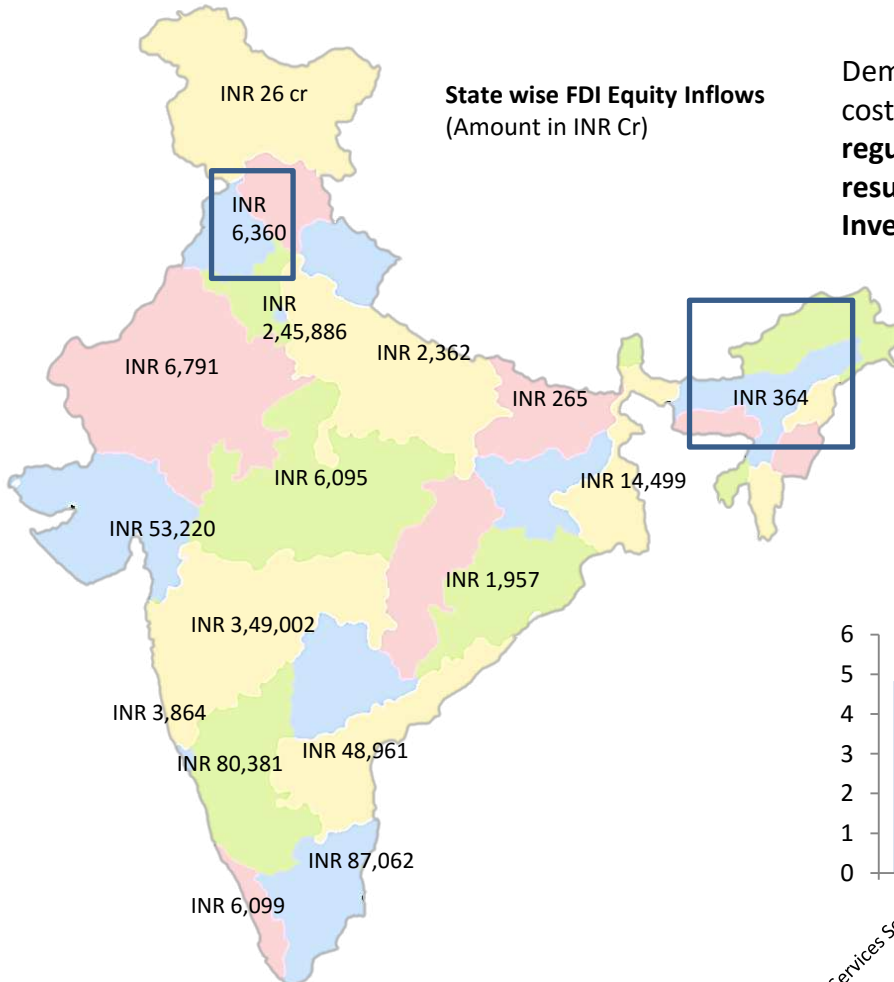 State wise FDI Equity Inflows
(Amount in INR Cr)
INR 26 cr
INR
6,360
INR
2,45,886
INR 2,362
INR 6,791
INR 265
INR 364
INR 6,095
INR 14,499
INR 53,220
INR 1,957
INR 3,49,002
INR 3,864
INR 80,381
INR 48,961
INR 87,062
INR 6,099
cost
6
5
4
3
2
1
0
Services